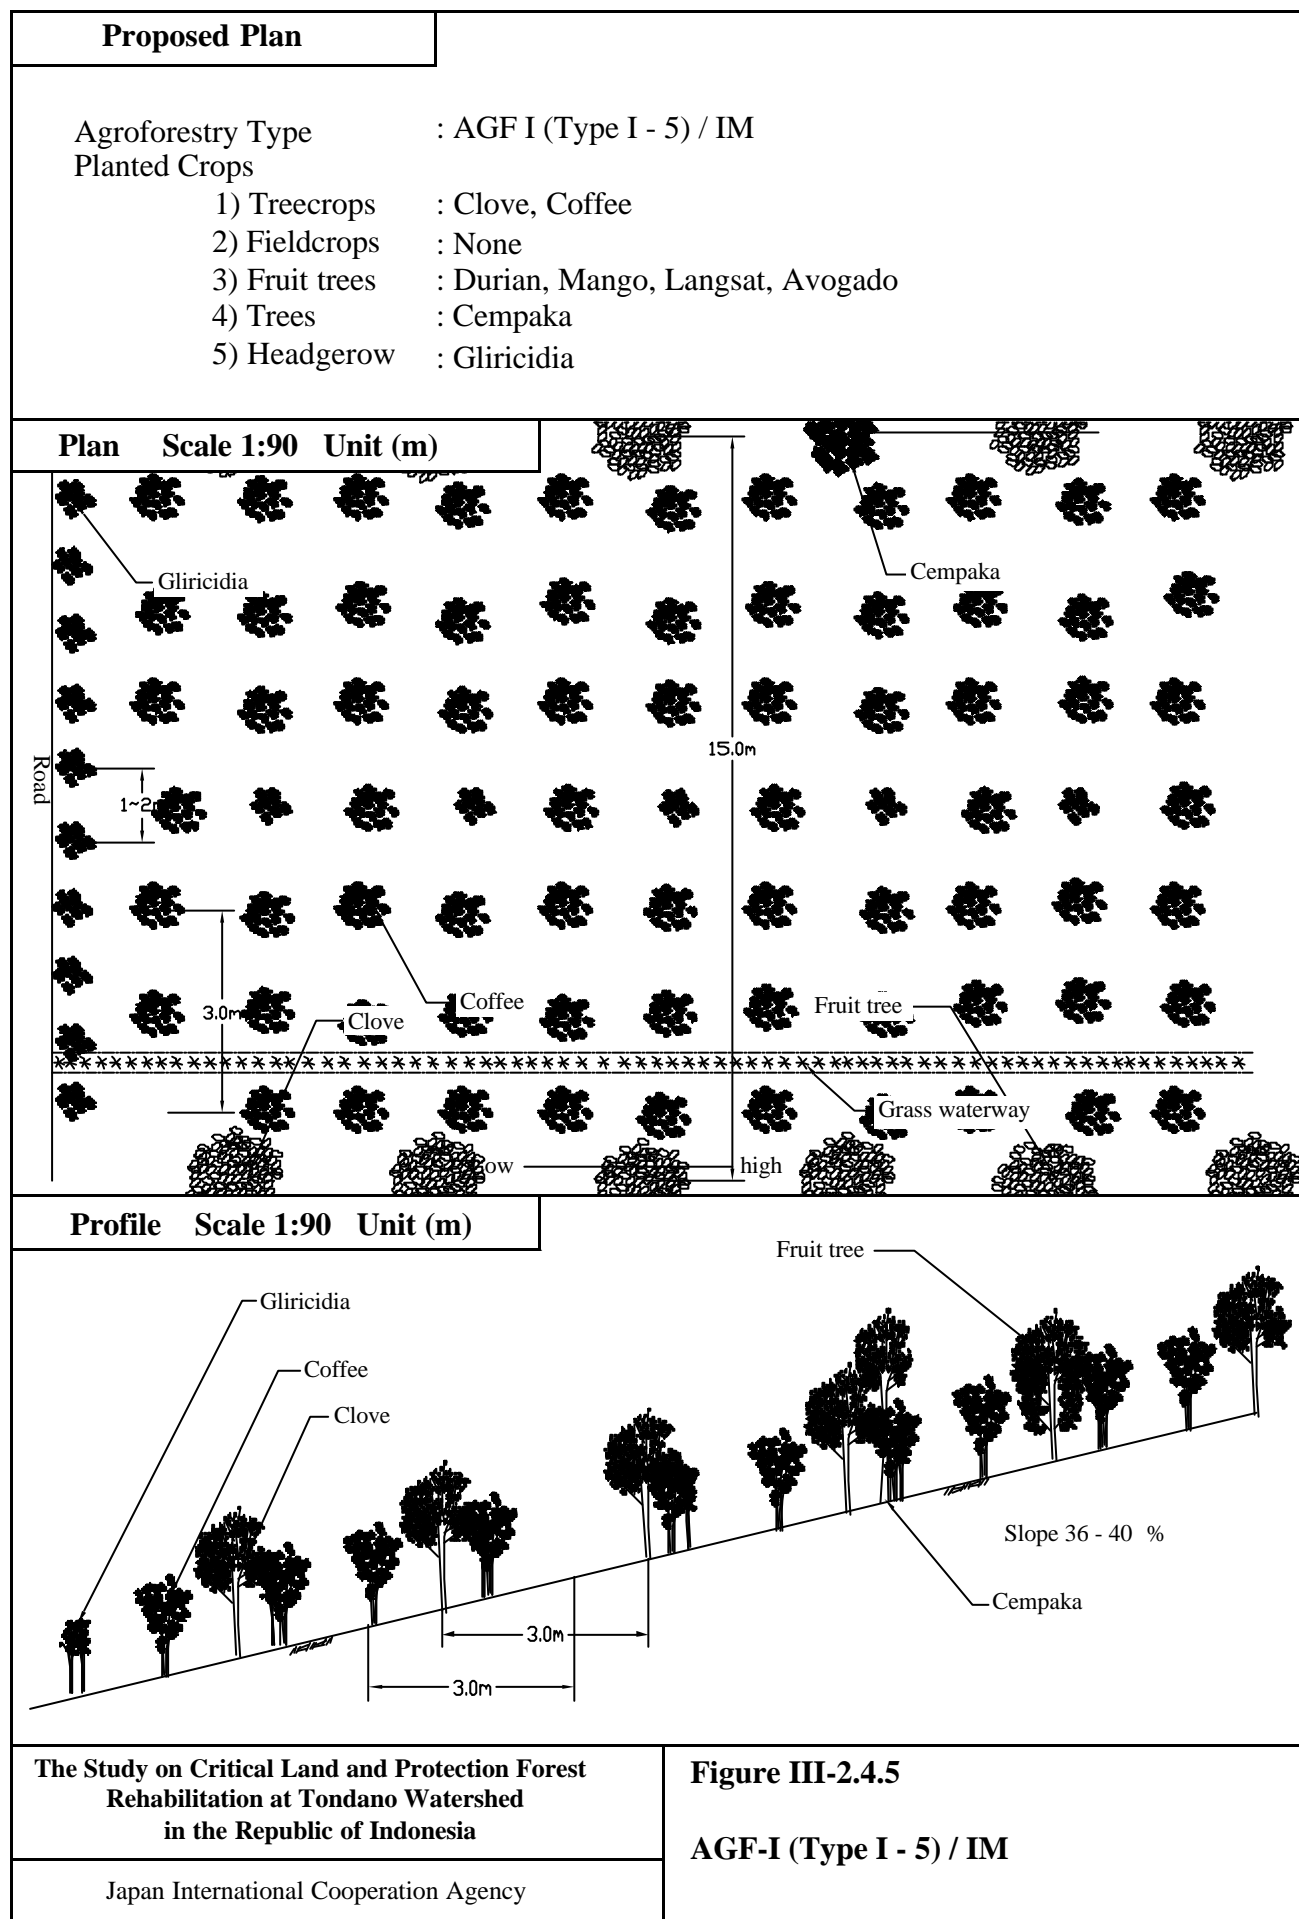 Proposed Plan
Agroforestry Type : AGF I (Type I - 5) / IM
Planted Crops
1) Treecrops : Clove, Coffee
2) Fieldcrops : None
3) Fruit trees : Durian, Mango, Langsat, Avogado
4) Trees : Cempaka
5) Headgerow : Gliricidia
Plan Scale 1:90 Unit (m)
Gliricidia
Cempaka
15.0m
Road
1~2
Coffee
3.0m
Clove
Fruit tree
Grass waterway
high
Profile Scale 1:90 Unit (m)
Fruit tree
Gliricidia
Coffee
Clove
Slope 36 - 40 %
Cempaka
3.0m
3.0m
The Study on Critical Land and Protection Forest
Rehabilitation at Tondano Watershed
in the Republic of Indonesia
Japan International Cooperation Agency
Figure III-2.4.5
AGF-I (Type I - 5) / IM